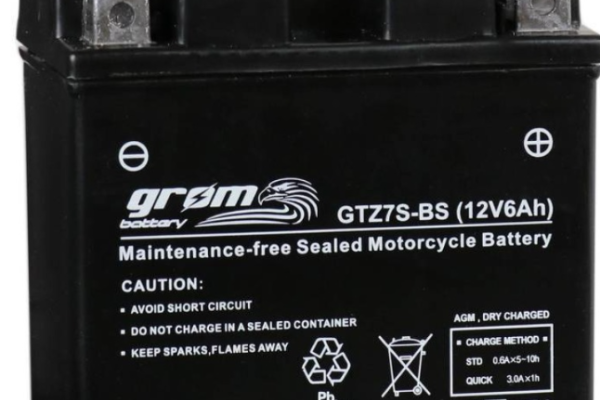 grøm
battery
GTZ7S-BS (12V6Ah)
Maintenance-free Sealed Motorcycle Battery
CAUTION:
▪ AVOID SHORT CIRCUIT
▪ DO NOT CHARGE IN A SEALED CONTAINER
▪ KEEP SPARKS,FLAMES AWAY
Pb
AGM , DRY CHARGED
▪ CHARGE METHOD ▪
STD 0.6A×5~10h
QUICK 3.0A×1h